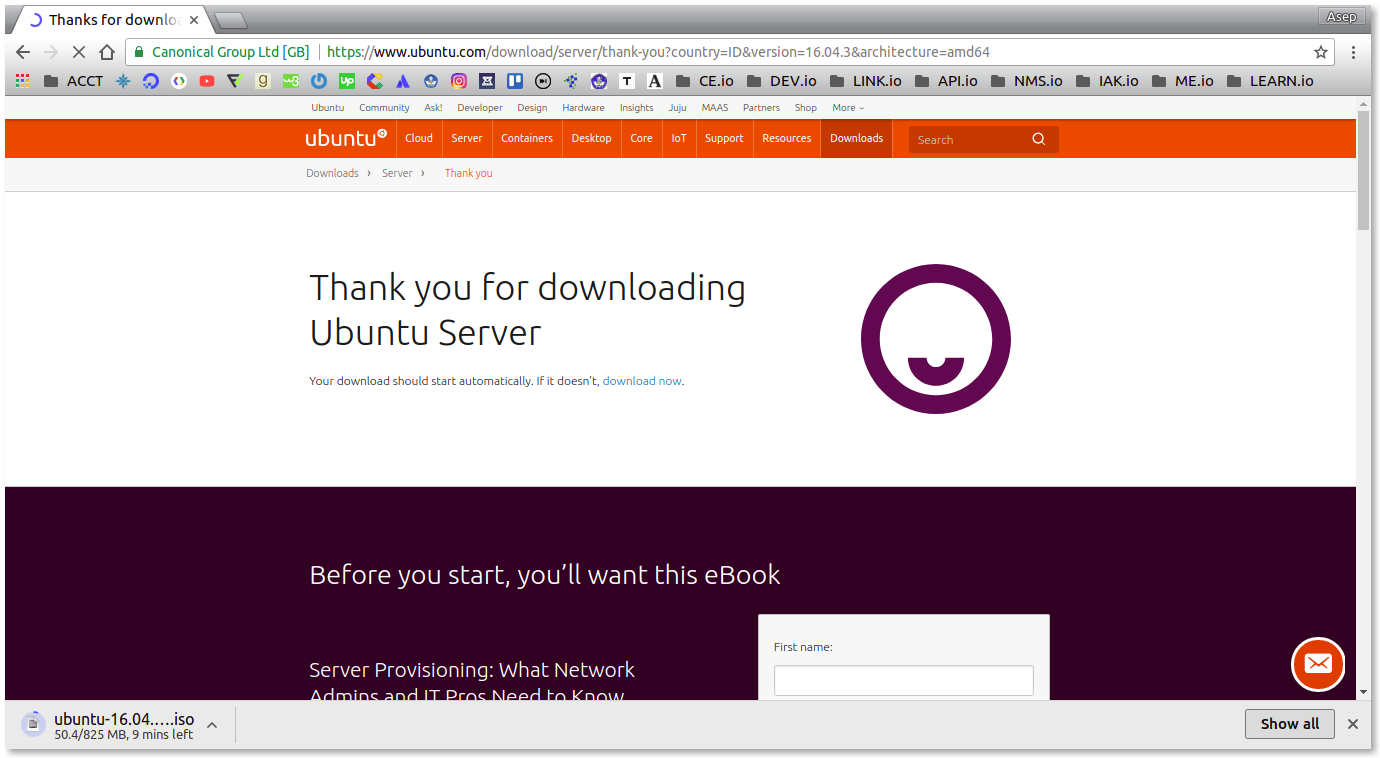 Thanks for downlo
Asep
Canonical Group Ltd [GB] https://www.ubuntu.com/download/server/thank-you?country=ID&version=16.04.3&architecture=amd64
ACCT g w3 up T A CE.io DEV.io LINK.io API.io NMS.io IAK.io ME.io LEARN.io
Ubuntu Community Ask! Developer Design Hardware Insights Juju MAAS Partners Shop More
ubuntu Cloud Server Containers Desktop Core IoT Support Resources Downloads Search
Downloads › Server › Thank you
Thank you for downloading
Ubuntu Server
Your download should start automatically. If it doesn't, download now.
Before you start, you’ll want this eBook
First name:
Server Provisioning: What Network
Admins and IT Pros Need to Know
ubuntu-16.04.….iso
50.4/825 MB, 9 mins left
Show all